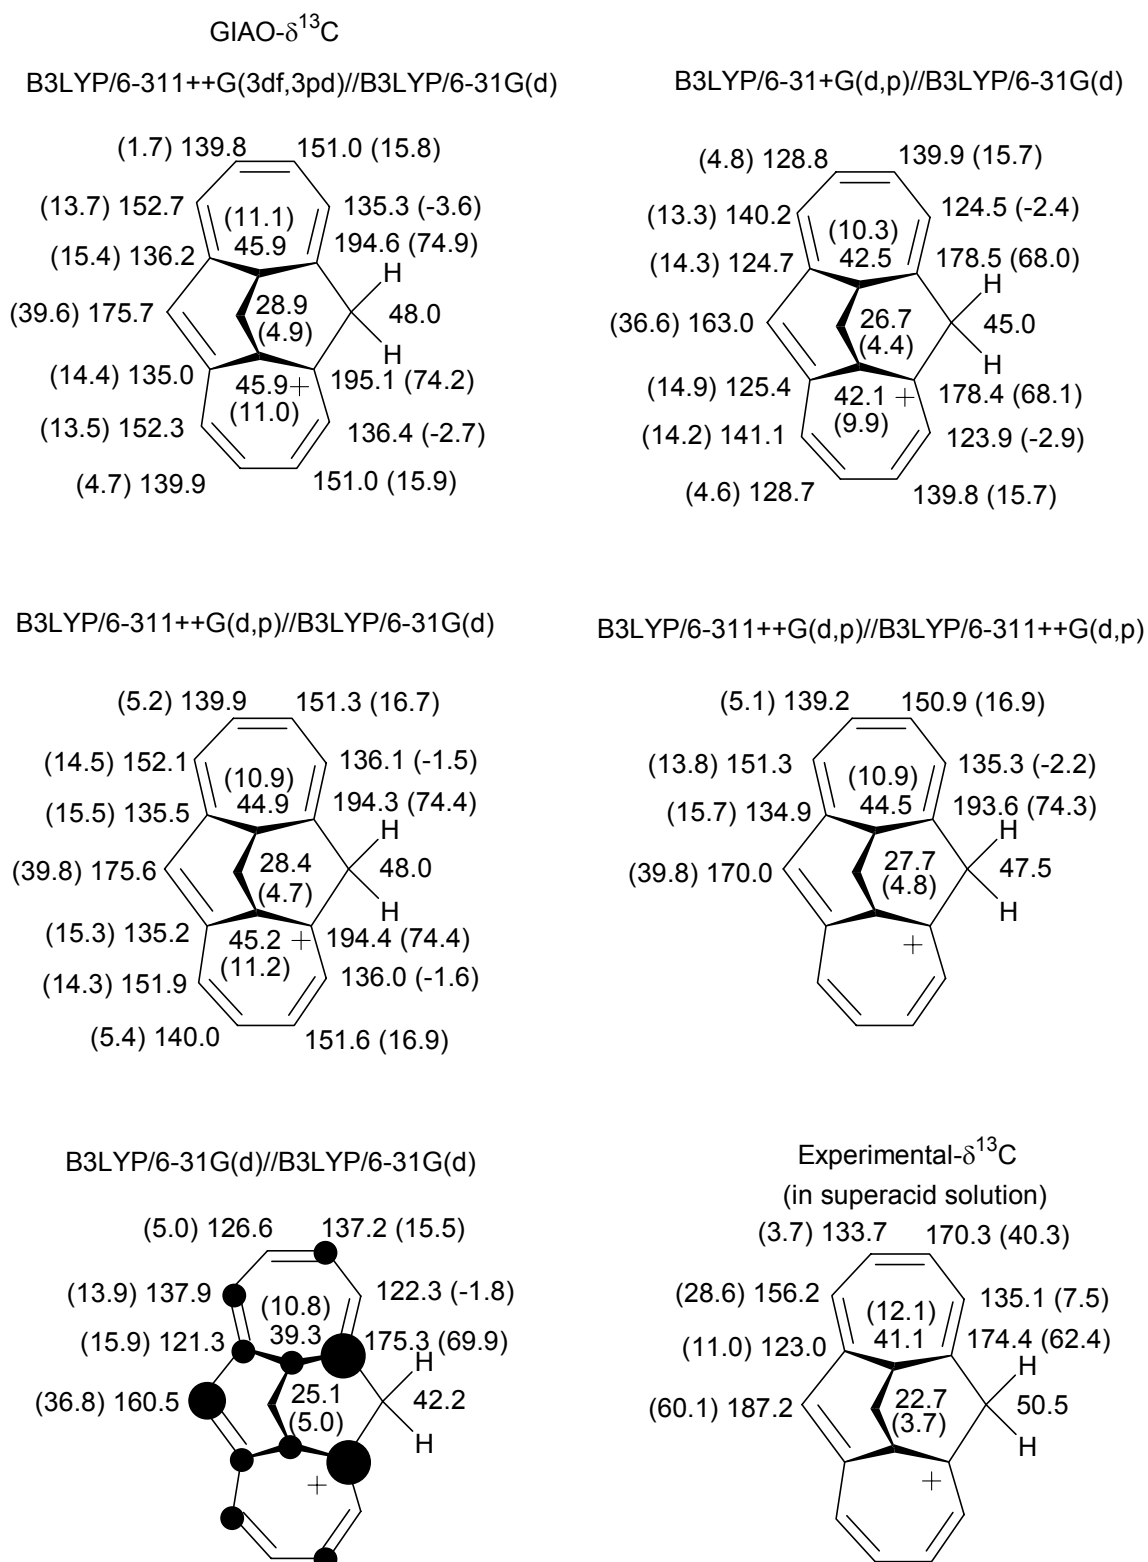 GIAO-δ13C
B3LYP/6-311++G(3df,3pd)//B3LYP/6-31G(d)
(1.7) 139.8 151.0 (15.8)
(13.7) 152.7 (11.1) 135.3 (-3.6)
(15.4) 136.2 45.9 194.6 (74.9)
H
(39.6) 175.7 28.9 48.0
(4.9)
H
(14.4) 135.0 45.9 + 195.1 (74.2)
(13.5) 152.3 (11.0) 136.4 (-2.7)
(4.7) 139.9 151.0 (15.9)
B3LYP/6-31+G(d,p)//B3LYP/6-31G(d)
(4.8) 128.8 139.9 (15.7)
(13.3) 140.2 (10.3) 124.5 (-2.4)
(14.3) 124.7 42.5 178.5 (68.0)
H
(36.6) 163.0 26.7 45.0
(4.4)
H
(14.9) 125.4 42.1 + 178.4 (68.1)
(14.2) 141.1 (9.9) 123.9 (-2.9)
(4.6) 128.7 139.8 (15.7)
B3LYP/6-311++G(d,p)//B3LYP/6-31G(d)
(5.2) 139.9 151.3 (16.7)
(14.5) 152.1 (10.9) 136.1 (-1.5)
(15.5) 135.5 44.9 194.3 (74.4)
H
(39.8) 175.6 28.4 48.0
(4.7)
H
(15.3) 135.2 45.2 + 194.4 (74.4)
(14.3) 151.9 (11.2) 136.0 (-1.6)
(5.4) 140.0 151.6 (16.9)
B3LYP/6-311++G(d,p)//B3LYP/6-311++G(d,p)
(5.1) 139.2 150.9 (16.9)
(13.8) 151.3 (10.9) 135.3 (-2.2)
(15.7) 134.9 44.5 193.6 (74.3)
H
(39.8) 170.0 27.7 47.5
(4.8)
H
+
B3LYP/6-31G(d)//B3LYP/6-31G(d)
(5.0) 126.6 137.2 (15.5)
(13.9) 137.9 (10.8) 122.3 (-1.8)
(15.9) 121.3 39.3 175.3 (69.9)
H
(36.8) 160.5 25.1 42.2
(5.0)
H
+
Experimental-δ13C
(in superacid solution)
(3.7) 133.7 170.3 (40.3)
(28.6) 156.2 (12.1) 135.1 (7.5)
(11.0) 123.0 41.1 174.4 (62.4)
H
(60.1) 187.2 22.7 50.5
(3.7)
H
+